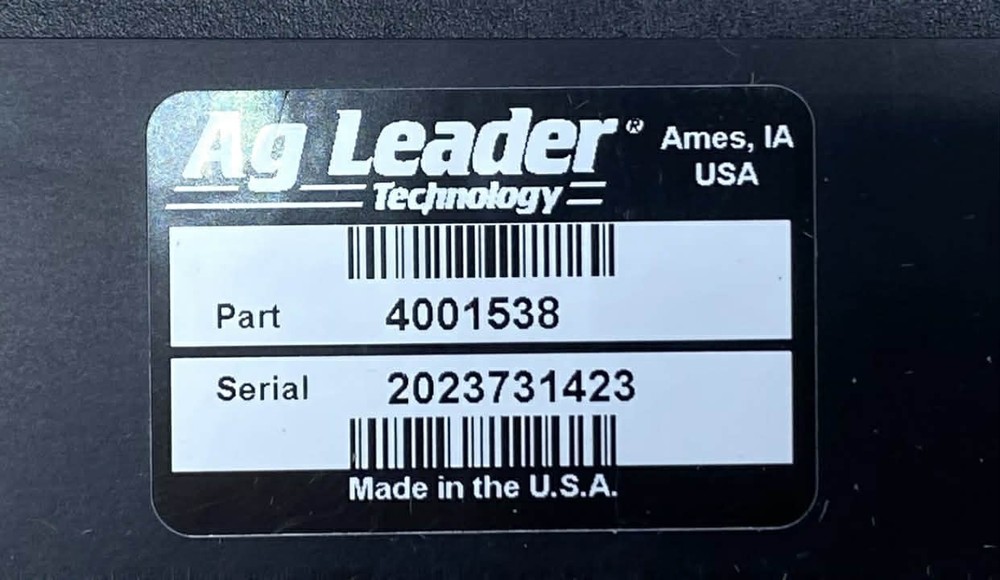 Ag Leader® Ames, IA
Technology USA
Part 4001538
Serial 2023731423
Made in the U.S.A.